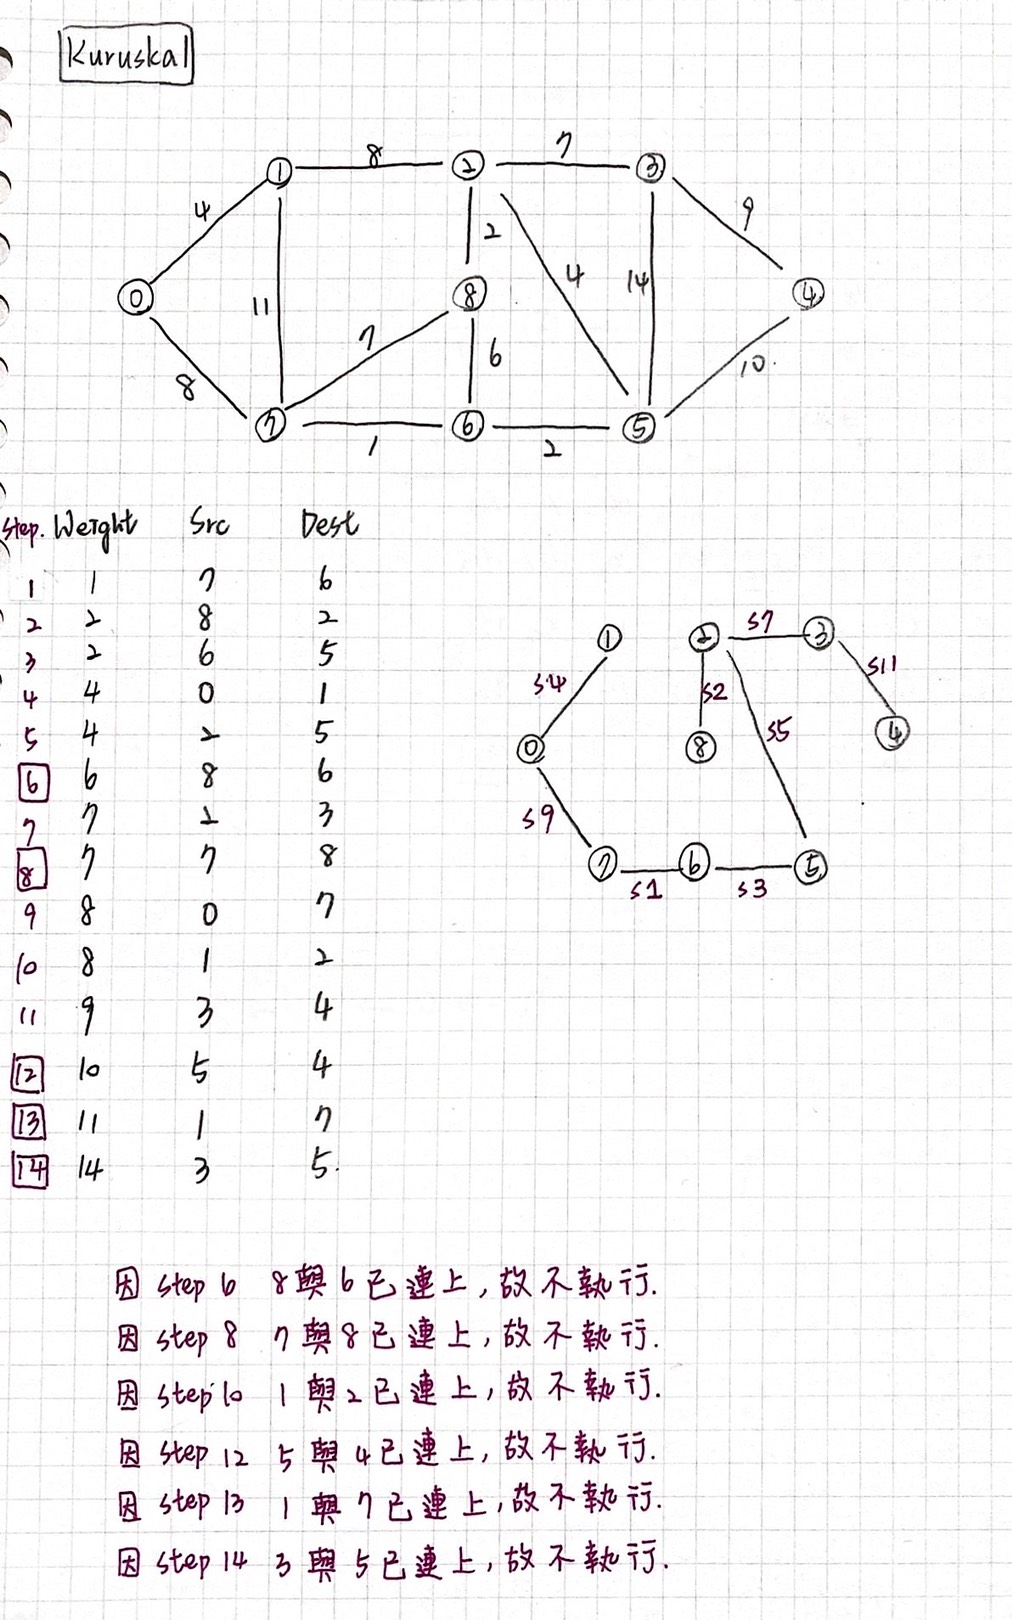 Kuruskal
8
7
4
2
9
11
4
14
7
6
8
10.
1
2
0 1 2 3 4 5 6 7 8
step. Weight Src Dest
1 1 7 6
2 2 8 2
3 2 6 5
4 4 0 1
5 4 2 5
6 6 8 6
7 7 2 3
8 7 7 8
9 8 0 7
10 8 1 2
11 9 3 4
12 10 5 4
13 11 1 7
14 14 3 5.
1 2 S7 3
S4 S2 S11
0 8 S5 4
S9
7 6 5
S1 S3
因 step 6 8與6已連上,故不執行.
因 step 8 7與8已連上,故不執行.
因 step 10 1與2已連上,故不執行.
因 step 12 5與4已連上,故不執行.
因 step 13 1與7已連上,故不執行.
因 step 14 3與5已連上,故不執行.